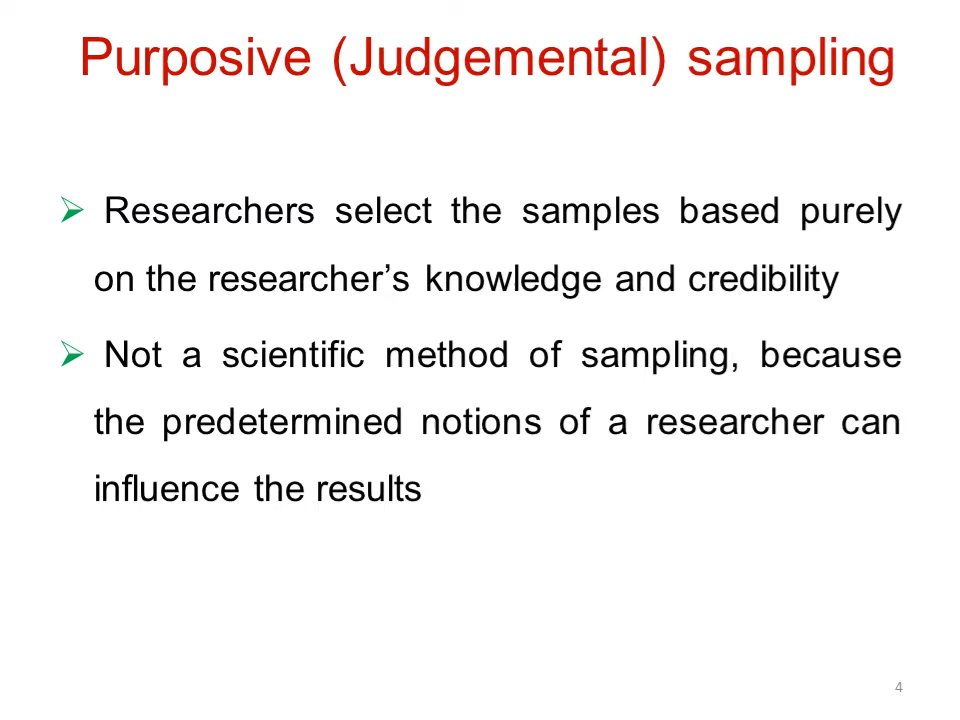 Purposive (Judgemental) sampling
➢ Researchers select the samples based purely
on the researcher’s knowledge and credibility
➢ Not a scientific method of sampling, because
the predetermined notions of a researcher can
influence the results
4